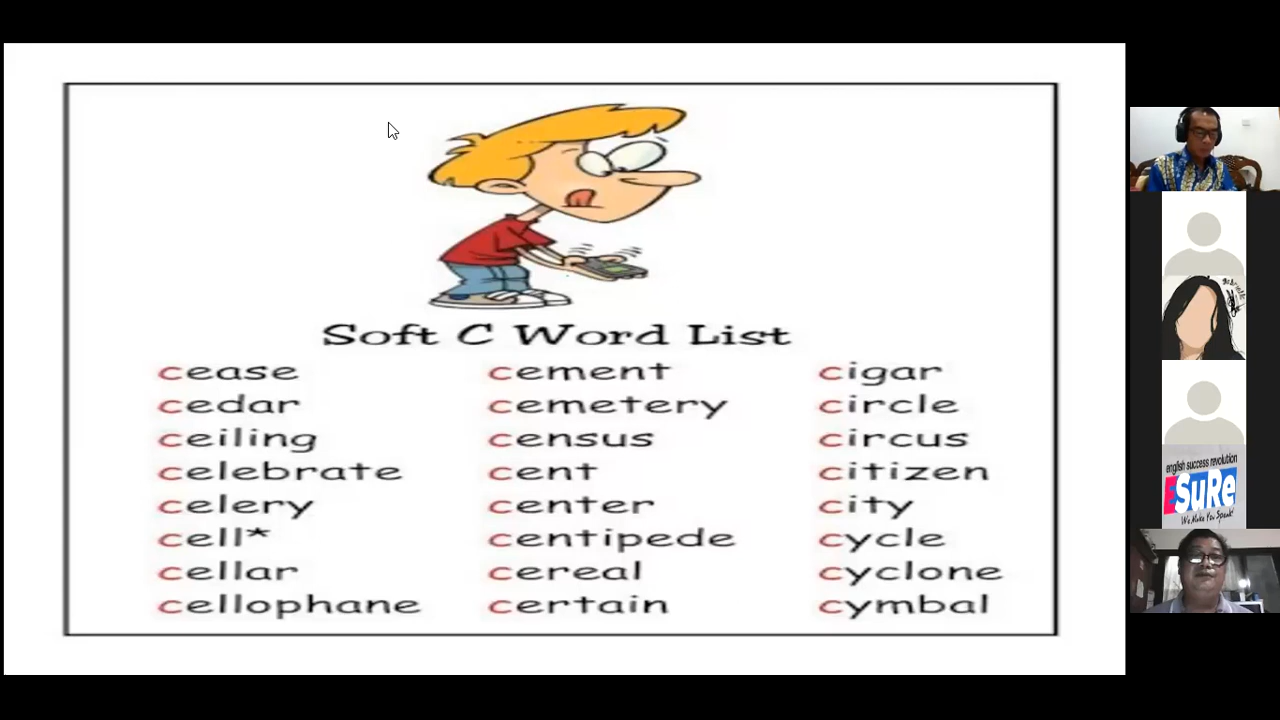 Soft C Word List
cease cement cigar
cedar cemetery circle
ceiling census circus
celebrate cent citizen
celery center city
cell* centipede cycle
cellar cereal cyclone
cellophane certain cymbal
english success revolution
ESuRe
We Make You Speak!